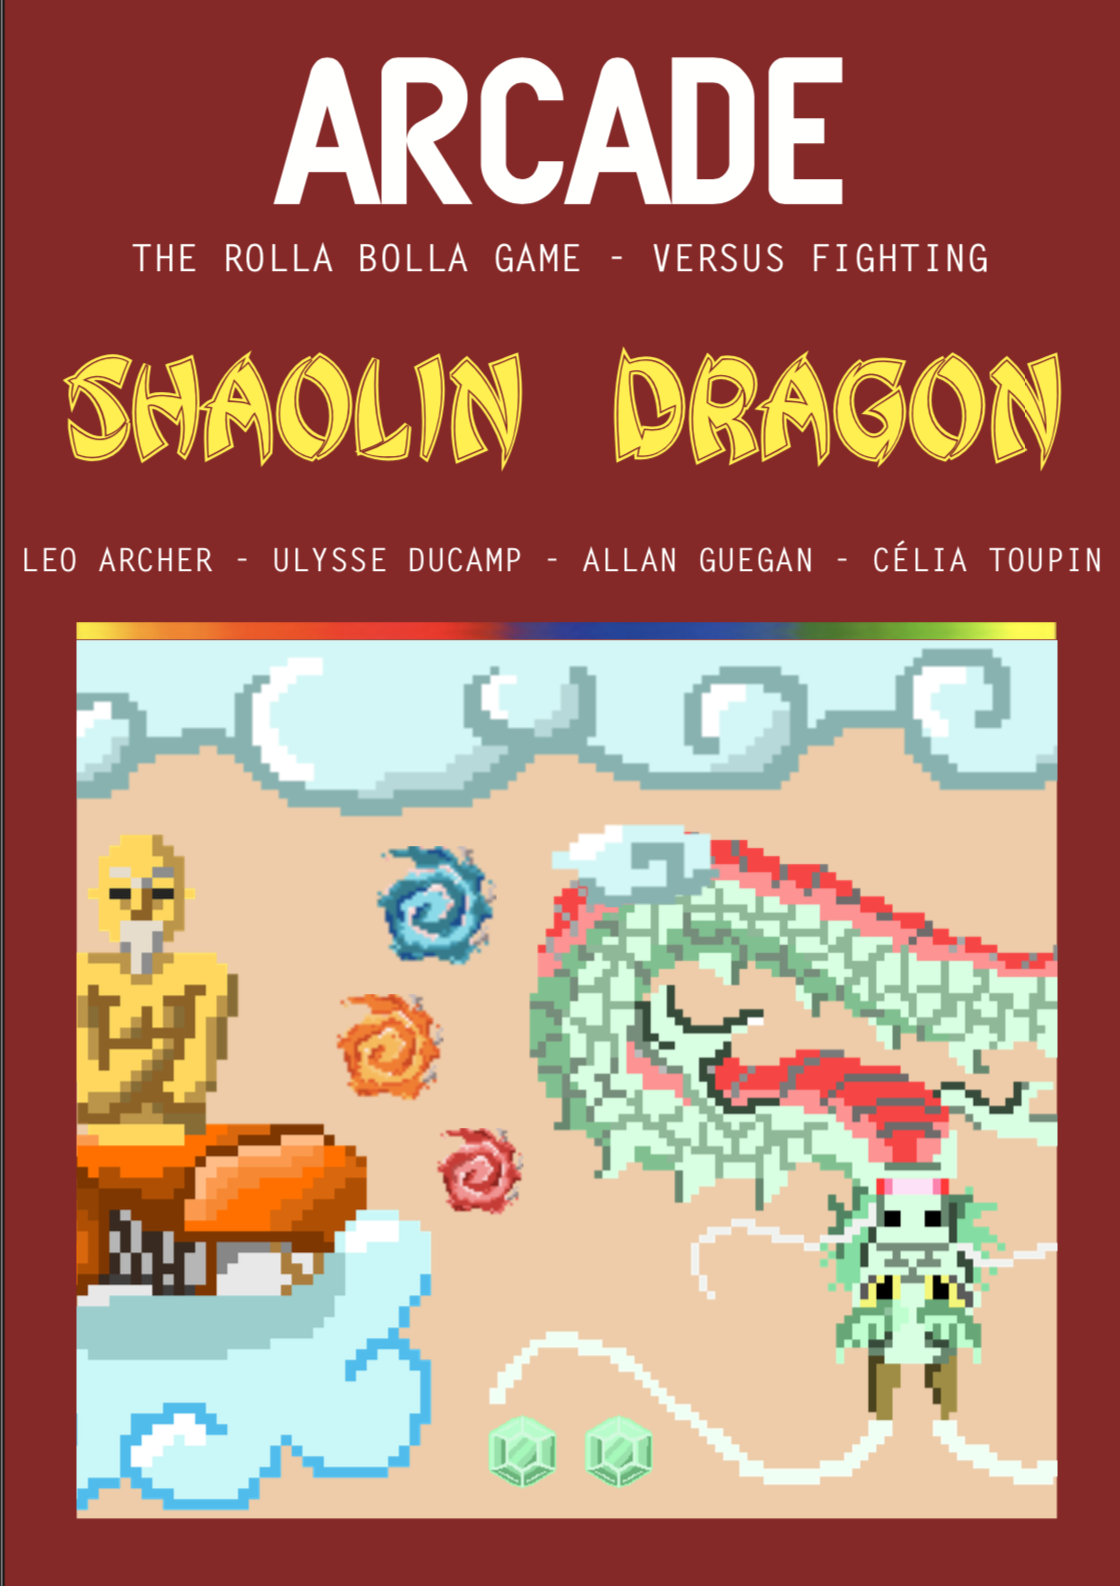 ARCADE
THE ROLLA BOLLA GAME - VERSUS FIGHTING
SHAOLIN DRAGON
LEO ARCHER - ULYSSE DUCAMP - ALLAN GUEGAN - CÉLIA TOUPIN